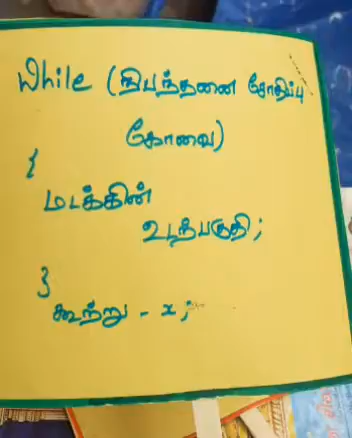 While (நிபந்தனை சோதிப்பு
கோவை)
{
மடக்கின்
உடற்பகுதி;
}
கூற்று - x;